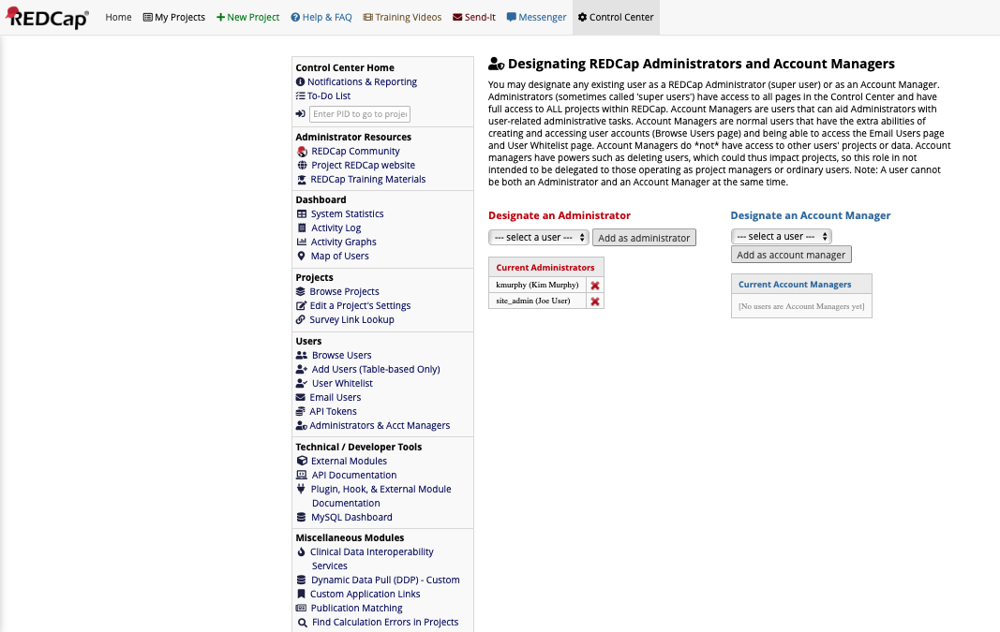 REDCap®
Home My Projects New Project Help & FAQ Training Videos Send-It Messenger Control Center
Control Center Home
Notifications & Reporting
To-Do List
Enter PID to go to projec
Administrator Resources
REDCap Community
Project REDCap website
REDCap Training Materials
Dashboard
System Statistics
Activity Log
Activity Graphs
Map of Users
Projects
Browse Projects
Edit a Project's Settings
Survey Link Lookup
Users
Browse Users
Add Users (Table-based Only)
User Whitelist
Email Users
API Tokens
Administrators & Acct Managers
Technical / Developer Tools
External Modules
API Documentation
Plugin, Hook, & External Module
Documentation
MySQL Dashboard
Miscellaneous Modules
Clinical Data Interoperability
Services
Dynamic Data Pull (DDP) - Custom
Custom Application Links
Publication Matching
Find Calculation Errors in Projects
Designating REDCap Administrators and Account Managers
You may designate any existing user as a REDCap Administrator (super user) or as an Account Manager.
Administrators (sometimes called 'super users') have access to all pages in the Control Center and have
full access to ALL projects within REDCap. Account Managers are users that can aid Administrators with
user-related administrative tasks. Account Managers are normal users that have the extra abilities of
creating and accessing user accounts (Browse Users page) and being able to access the Email Users page
and User Whitelist page. Account Managers do *not* have access to other users' projects or data. Account
managers have powers such as deleting users, which could thus impact projects, so this role in not
intended to be delegated to those operating as project managers or ordinary users. Note: A user cannot
be both an Administrator and an Account Manager at the same time.
Designate an Administrator
--- select a user --- Add as administrator
Current Administrators
kmurphy (Kim Murphy)
site_admin (Joe User)
Designate an Account Manager
--- select a user ---
Add as account manager
Current Account Managers
[No users are Account Managers yet]